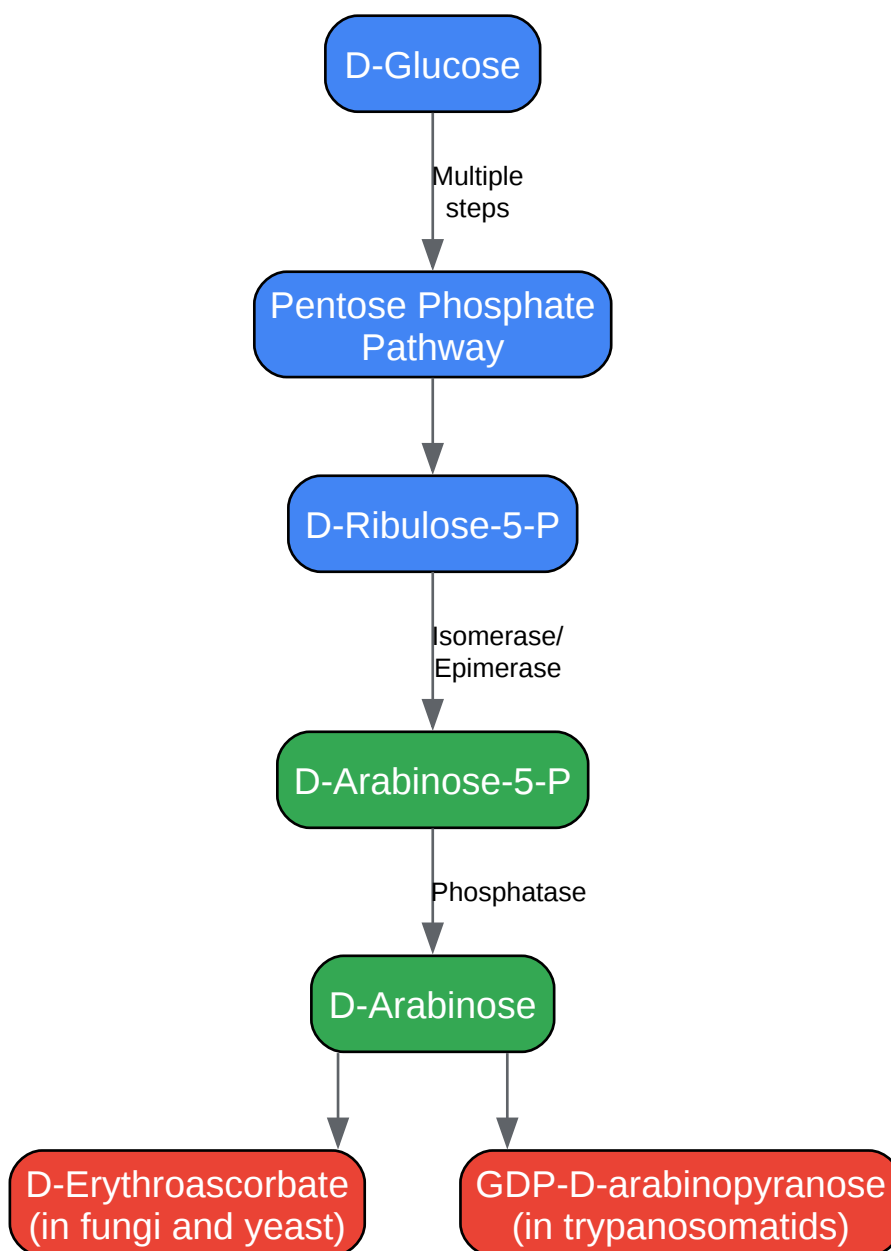 D-Glucose
Multiple
steps
Pentose Phosphate
Pathway
D-Ribulose-5-P
Isomerase/
Epimerase
D-Arabinose-5-P
Phosphatase
D-Arabinose
D-Erythroascorbate
(in fungi and yeast)
GDP-D-arabinopyranose
(in trypanosomatids)